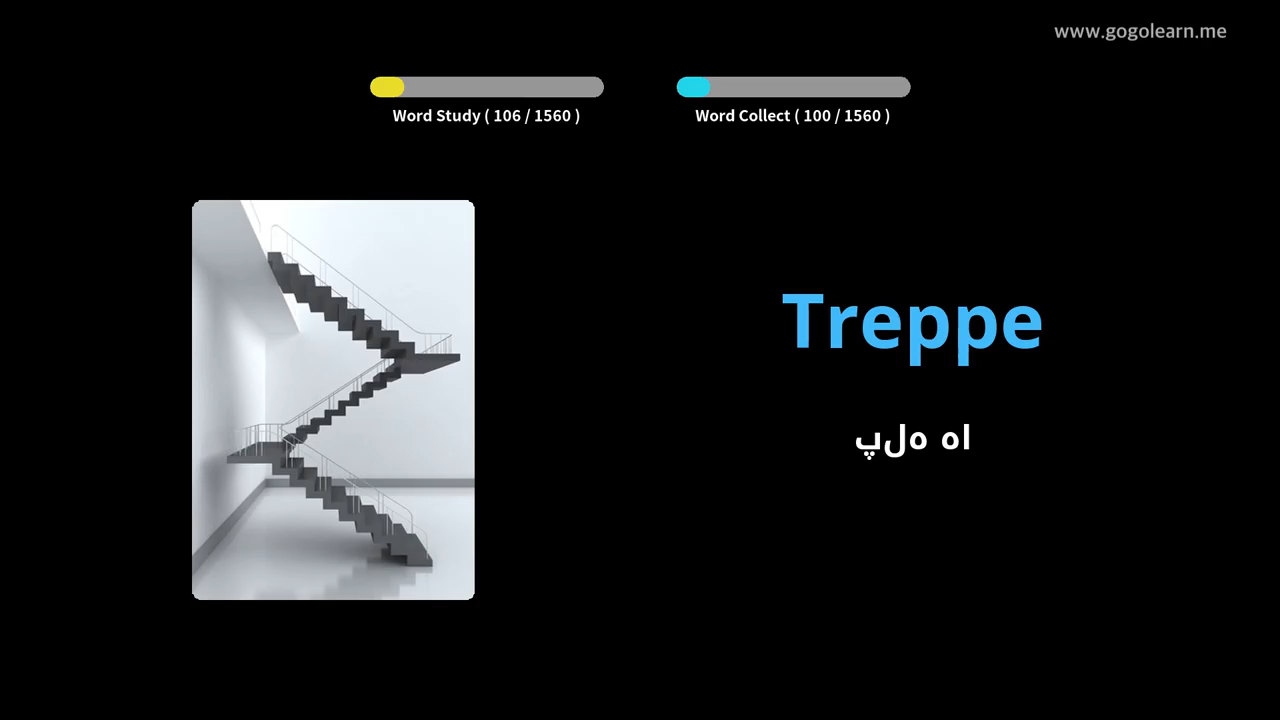 www.gogolearn.me
Word Study ( 106 / 1560 )
Word Collect ( 100 / 1560 )
Treppe
پله ها